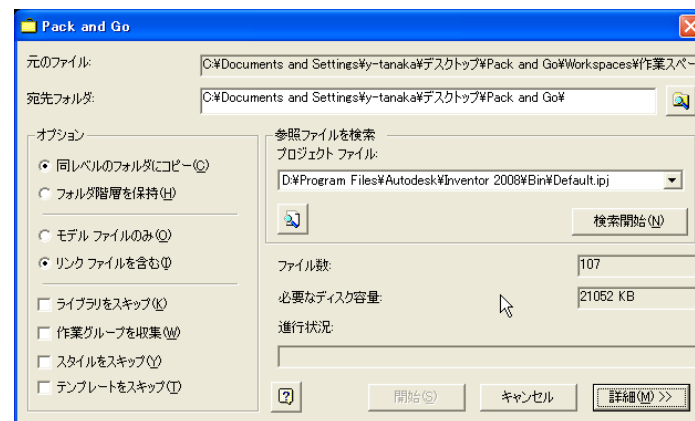 Pack and Go
元のファイル: C:¥Documents and Settings¥y-tanaka¥デスクトップ¥Pack and Go¥Workspaces¥作業スペー
宛先フォルダ: C:¥Documents and Settings¥y-tanaka¥デスクトップ¥Pack and Go¥
オプション
同レベルのフォルダにコピー(C)
フォルダ階層を保持(H)
モデル ファイルのみ(O)
リンク ファイルを含む(I)
ライブラリをスキップ(K)
作業グループを収集(W)
スタイルをスキップ(Y)
テンプレートをスキップ(T)
参照ファイルを検索
プロジェクト ファイル:
D:¥Program Files¥Autodesk¥Inventor 2008¥Bin¥Default.ipj
検索開始(N)
ファイル数: 107
必要なディスク容量: 21052 KB
進行状況:
開始(S) キャンセル 詳細(M) >>